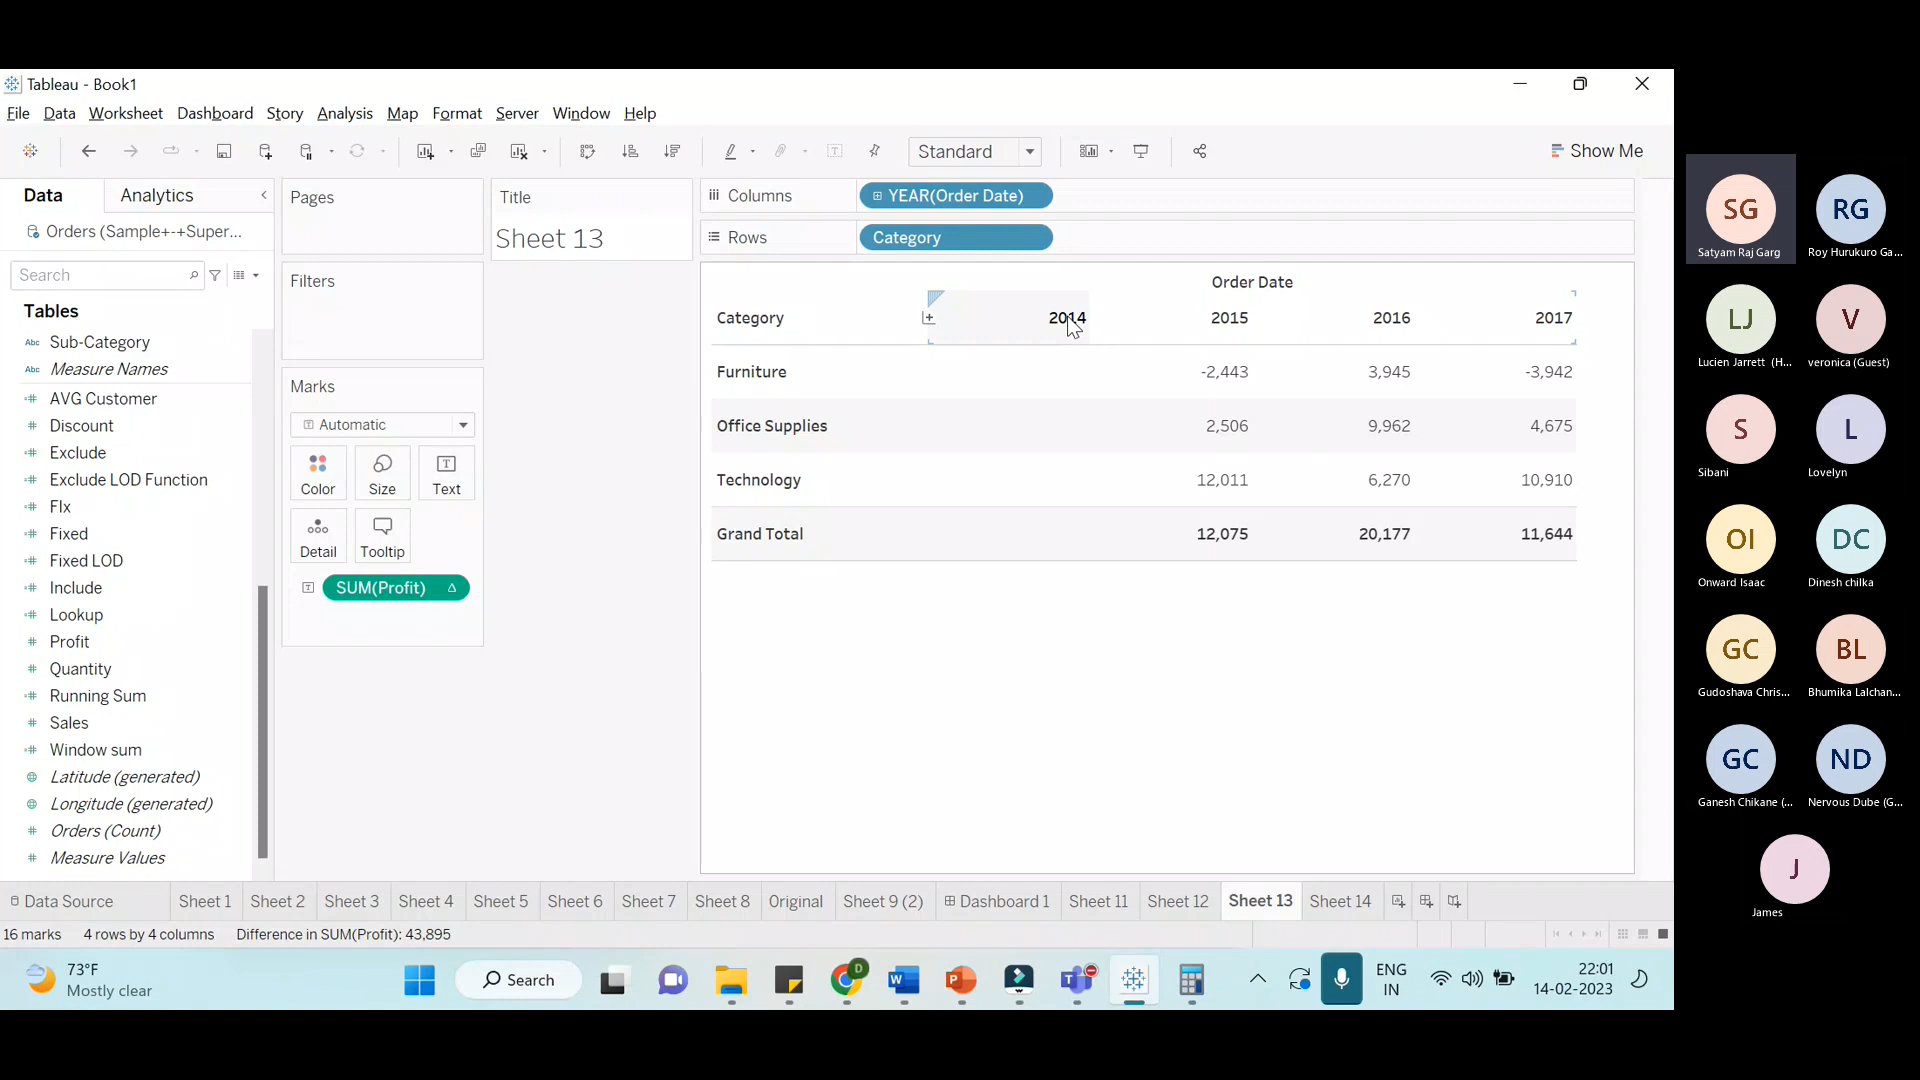 Tableau - Book1
File Data Worksheet Dashboard Story Analysis Map Format Server Window Help
Standard
Show Me
Data Analytics
Orders (Sample+-+Super...
Search
Tables
Abc Sub-Category
Abc Measure Names
AVG Customer
Discount
Exclude
Exclude LOD Function
FIx
Fixed
Fixed LOD
Include
Lookup
Profit
Quantity
Running Sum
Sales
Window sum
Latitude (generated)
Longitude (generated)
Orders (Count)
Measure Values
Pages
Filters
Marks
Automatic
Color Size Text
Detail Tooltip
SUM(Profit)
Title
Sheet 13
Columns YEAR(Order Date)
Rows Category
Order Date
Category 2014 2015 2016 2017
Furniture -2,443 3,945 -3,942
Office Supplies 2,506 9,962 4,675
Technology 12,011 6,270 10,910
Grand Total 12,075 20,177 11,644
Data Source Sheet 1 Sheet 2 Sheet 3 Sheet 4 Sheet 5 Sheet 6 Sheet 7 Sheet 8 Original Sheet 9 (2) Dashboard 1 Sheet 11 Sheet 12 Sheet 13 Sheet 14
16 marks 4 rows by 4 columns Difference in SUM(Profit): 43,895
73°F
Mostly clear
Search
D
W
P
T
ENG
IN
22:01
14-02-2023
SG RG
Satyam Raj Garg Roy Hurukuro Ga...
LJ V
Lucien Jarrett (H... veronica (Guest)
S L
Sibani Lovelyn
OI DC
Onward Isaac Dinesh chilka
GC BL
Gudoshava Chris... Bhumika Lalchan...
GC ND
Ganesh Chikane (... Nervous Dube (G...
J
James